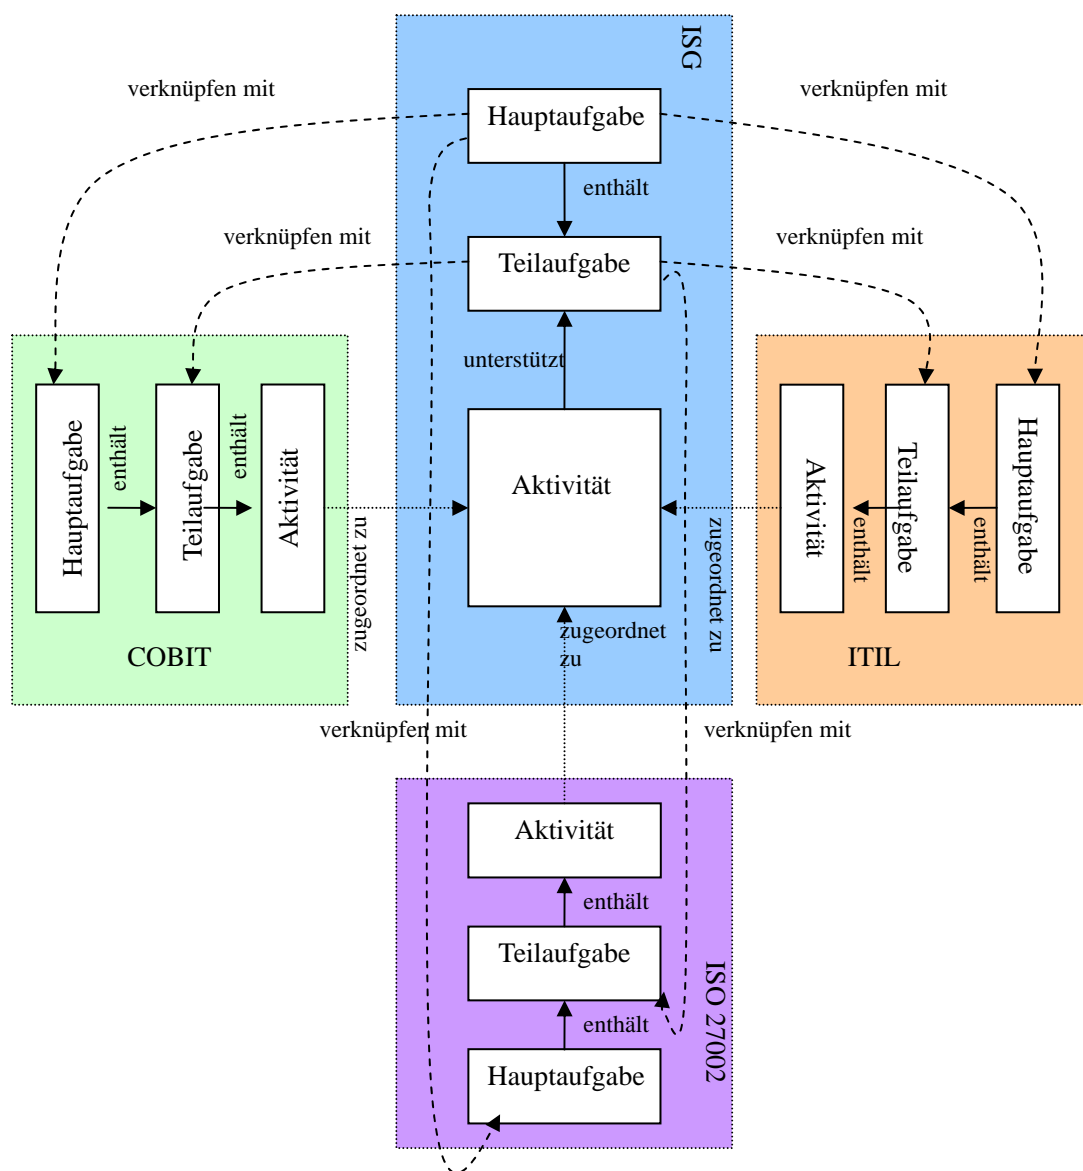 ISG
verknüpfen mit
Hauptaufgabe
verknüpfen mit
enthält
verknüpfen mit
Teilaufgabe
verknüpfen mit
unterstützt
Hauptaufgabe
enthält
Teilaufgabe
enthält
Aktivität
zugeordnet zu
COBIT
Aktivität
zugeordnet zu
Aktivität
enthält
Teilaufgabe
enthält
Hauptaufgabe
ITIL
zugeordnet
zu
verknüpfen mit
verknüpfen mit
Aktivität
enthält
Teilaufgabe
enthält
Hauptaufgabe
ISO 27002